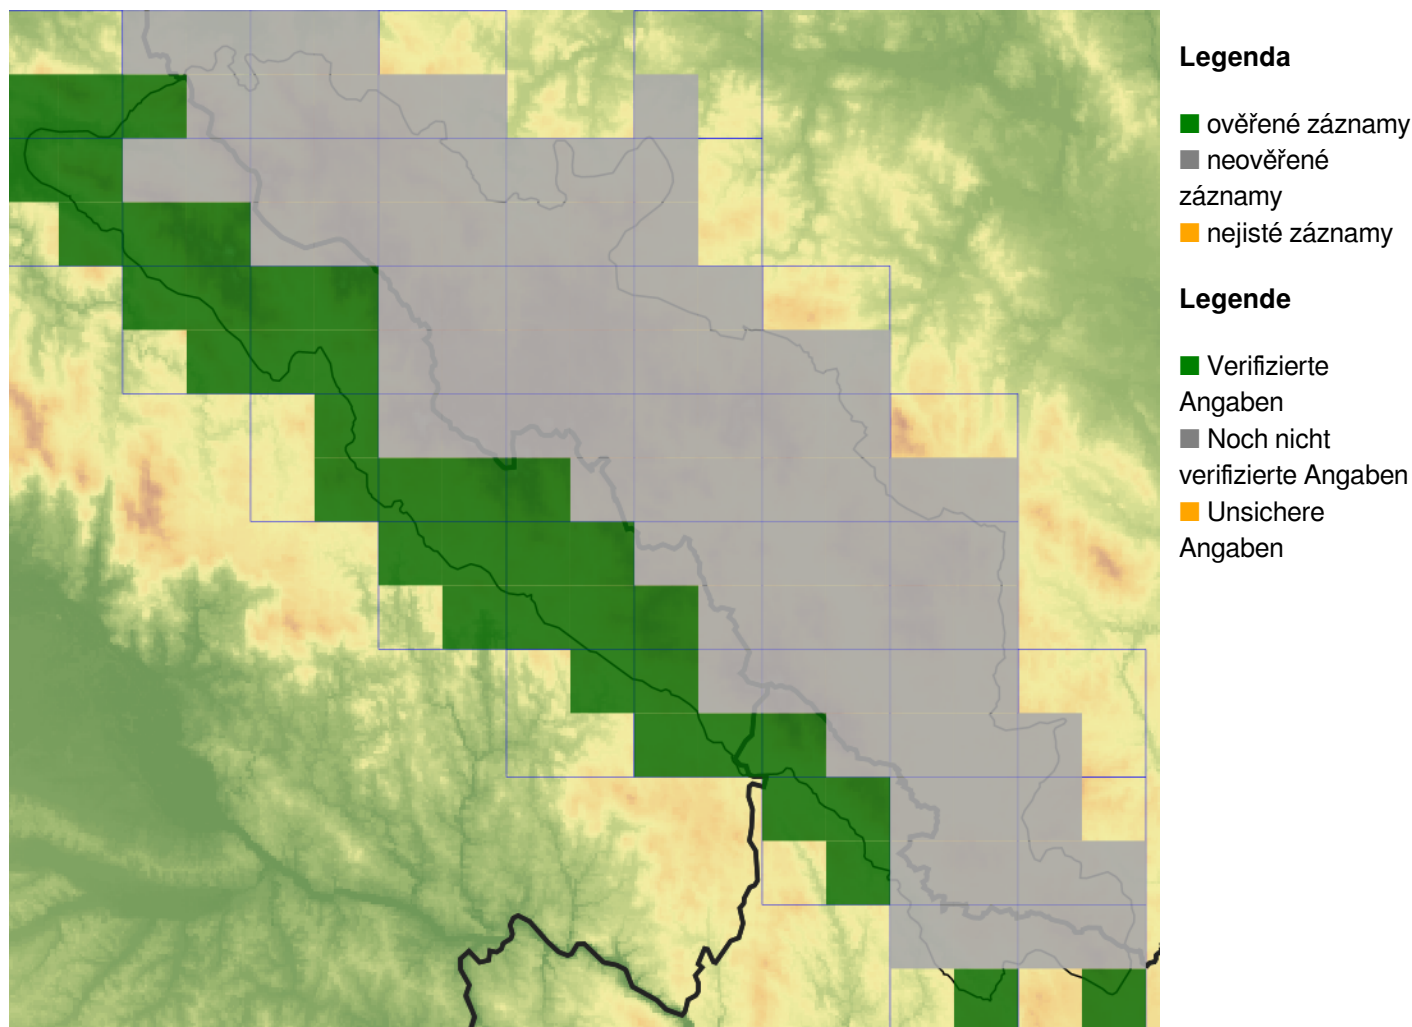 Legenda
ověřené záznamy
neověřené
záznamy
nejisté záznamy
Legende
Verifizierte
Angaben
Noch nicht
verifizierte Angaben
Unsichere
Angaben